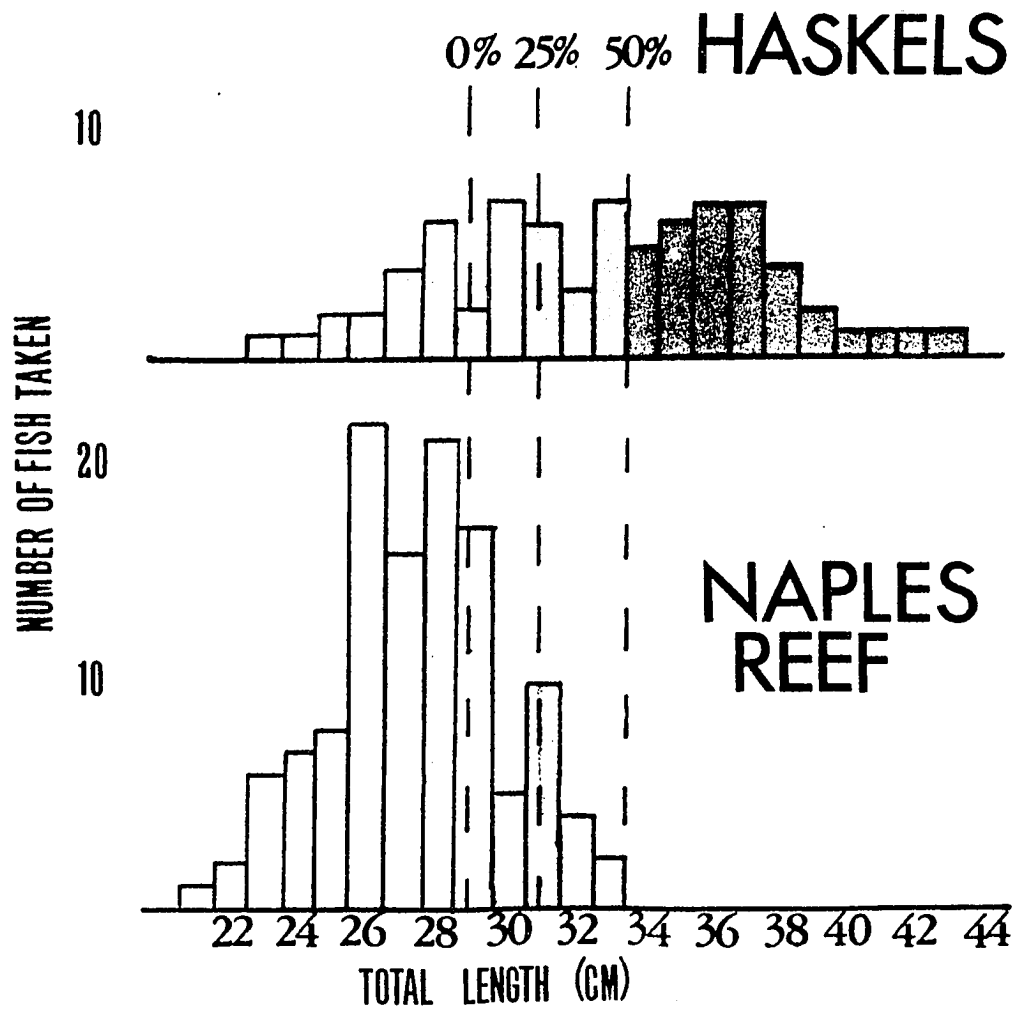 0% 25% 50% HASKELS
10
NUMBER OF FISH TAKEN
20
NAPLES
REEF
10
22 24 26 28 30 32 34 36 38 40 42 44
TOTAL LENGTH (CM)